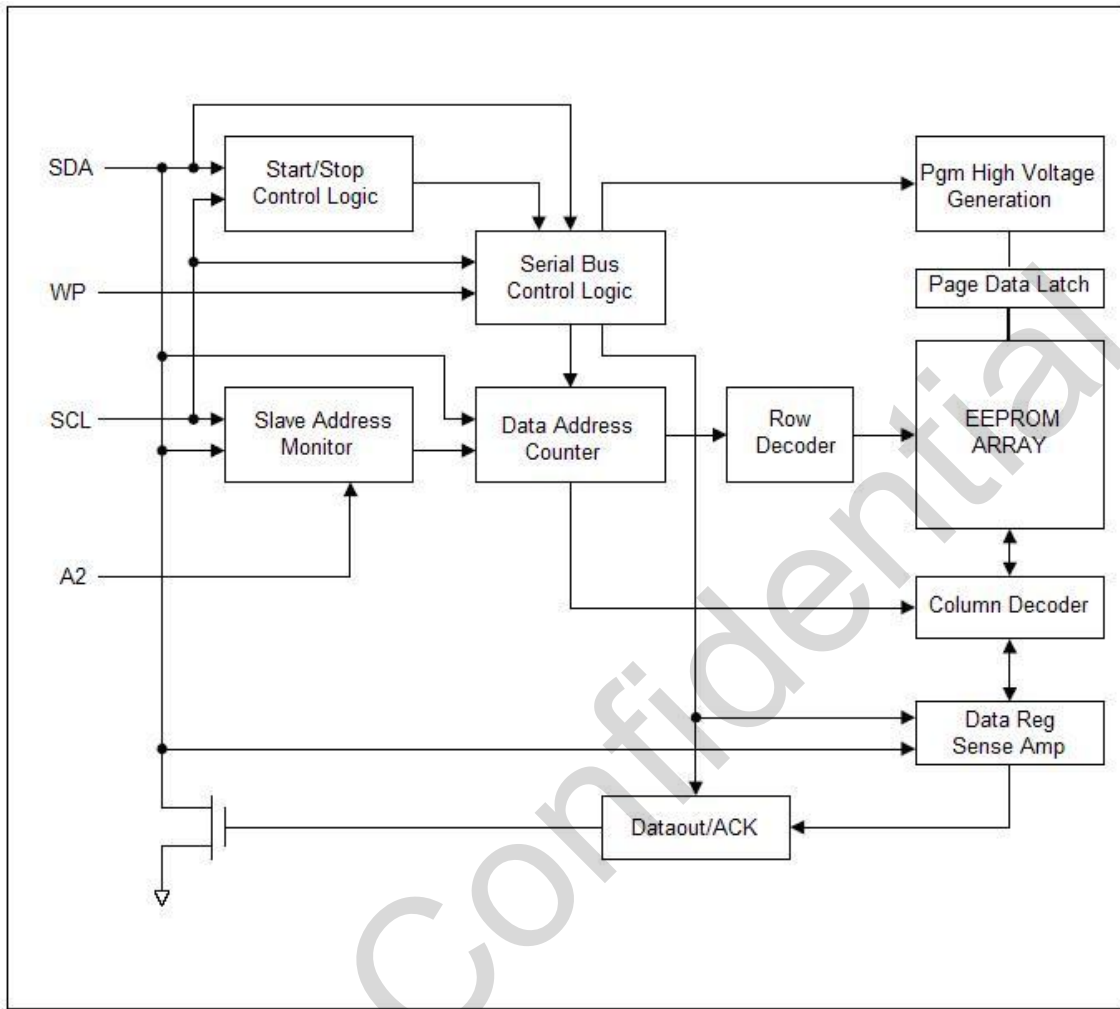 SDA
Start/Stop
Control Logic
Pgm High Voltage
Generation
WP
Serial Bus
Control Logic
Page Data Latch
SCL
Slave Address
Monitor
Data Address
Counter
Row
Decoder
EEPROM
ARRAY
A2
Column Decoder
Data Reg
Sense Amp
Dataout/ACK
Confidential